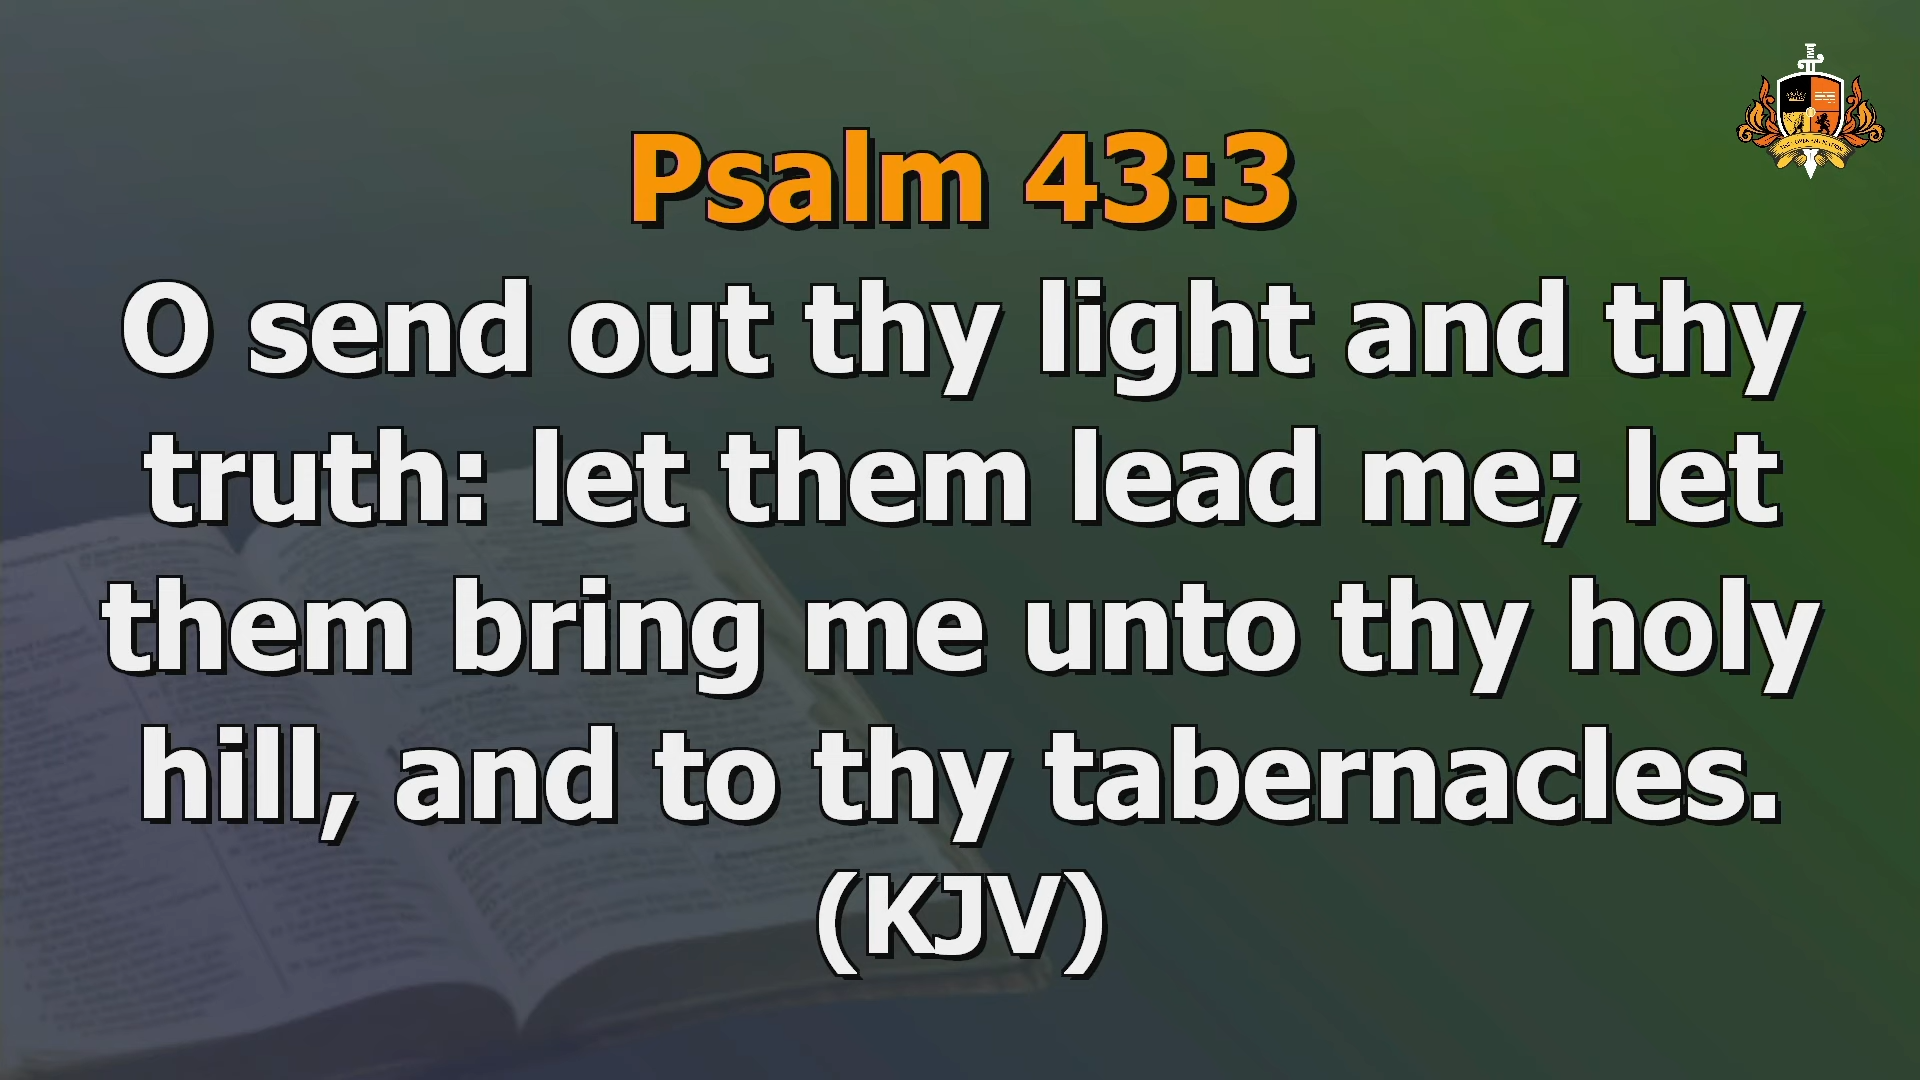 Psalm 43:3
O send out thy light and thy
truth: let them lead me; let
them bring me unto thy holy
hill, and to thy tabernacles.
(KJV)